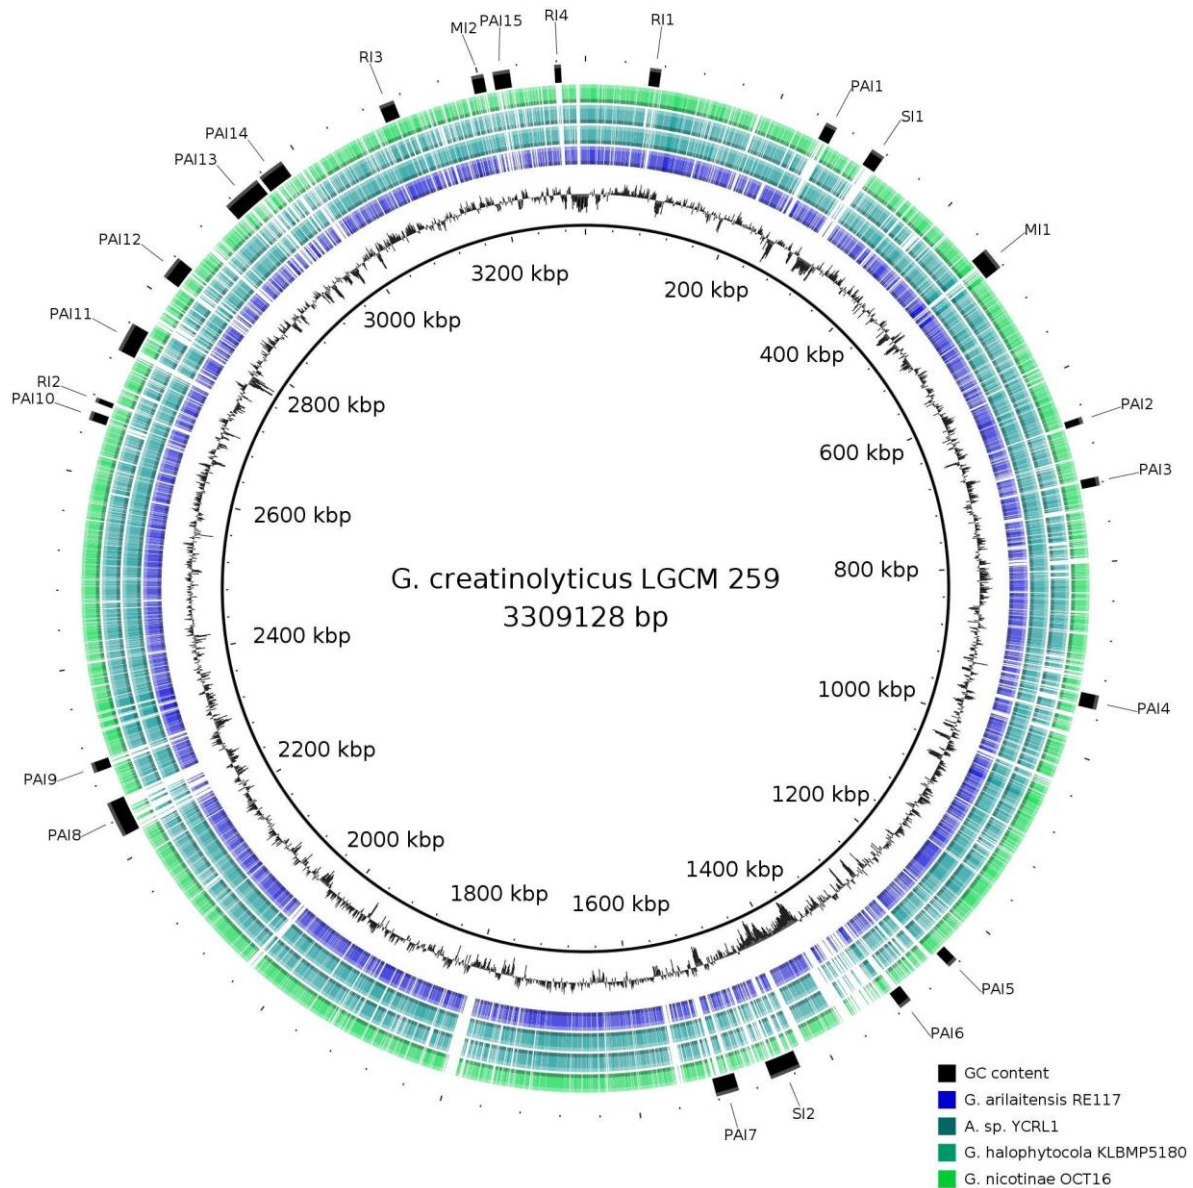 RI4
RI1
PAI15
MI2
RI3
PAI1
SI1
PAI14
PAI13
MI1
PAI12
PAI11
RI2
PAI10
PAI2
PAI3
PAI4
PAI9
PAI8
PAI5
PAI6
SI2
PAI7
3200 kbp
200 kbp
3000 kbp
400 kbp
2800 kbp
600 kbp
2600 kbp
800 kbp
G. creatinolyticus LGCM 259
3309128 bp
2400 kbp
1000 kbp
2200 kbp
1200 kbp
2000 kbp
1400 kbp
1800 kbp
1600 kbp
GC content
G. arilaitensis RE117
A. sp. YCRL1
G. halophytocola KLBMP5180
G. nicotinae OCT16